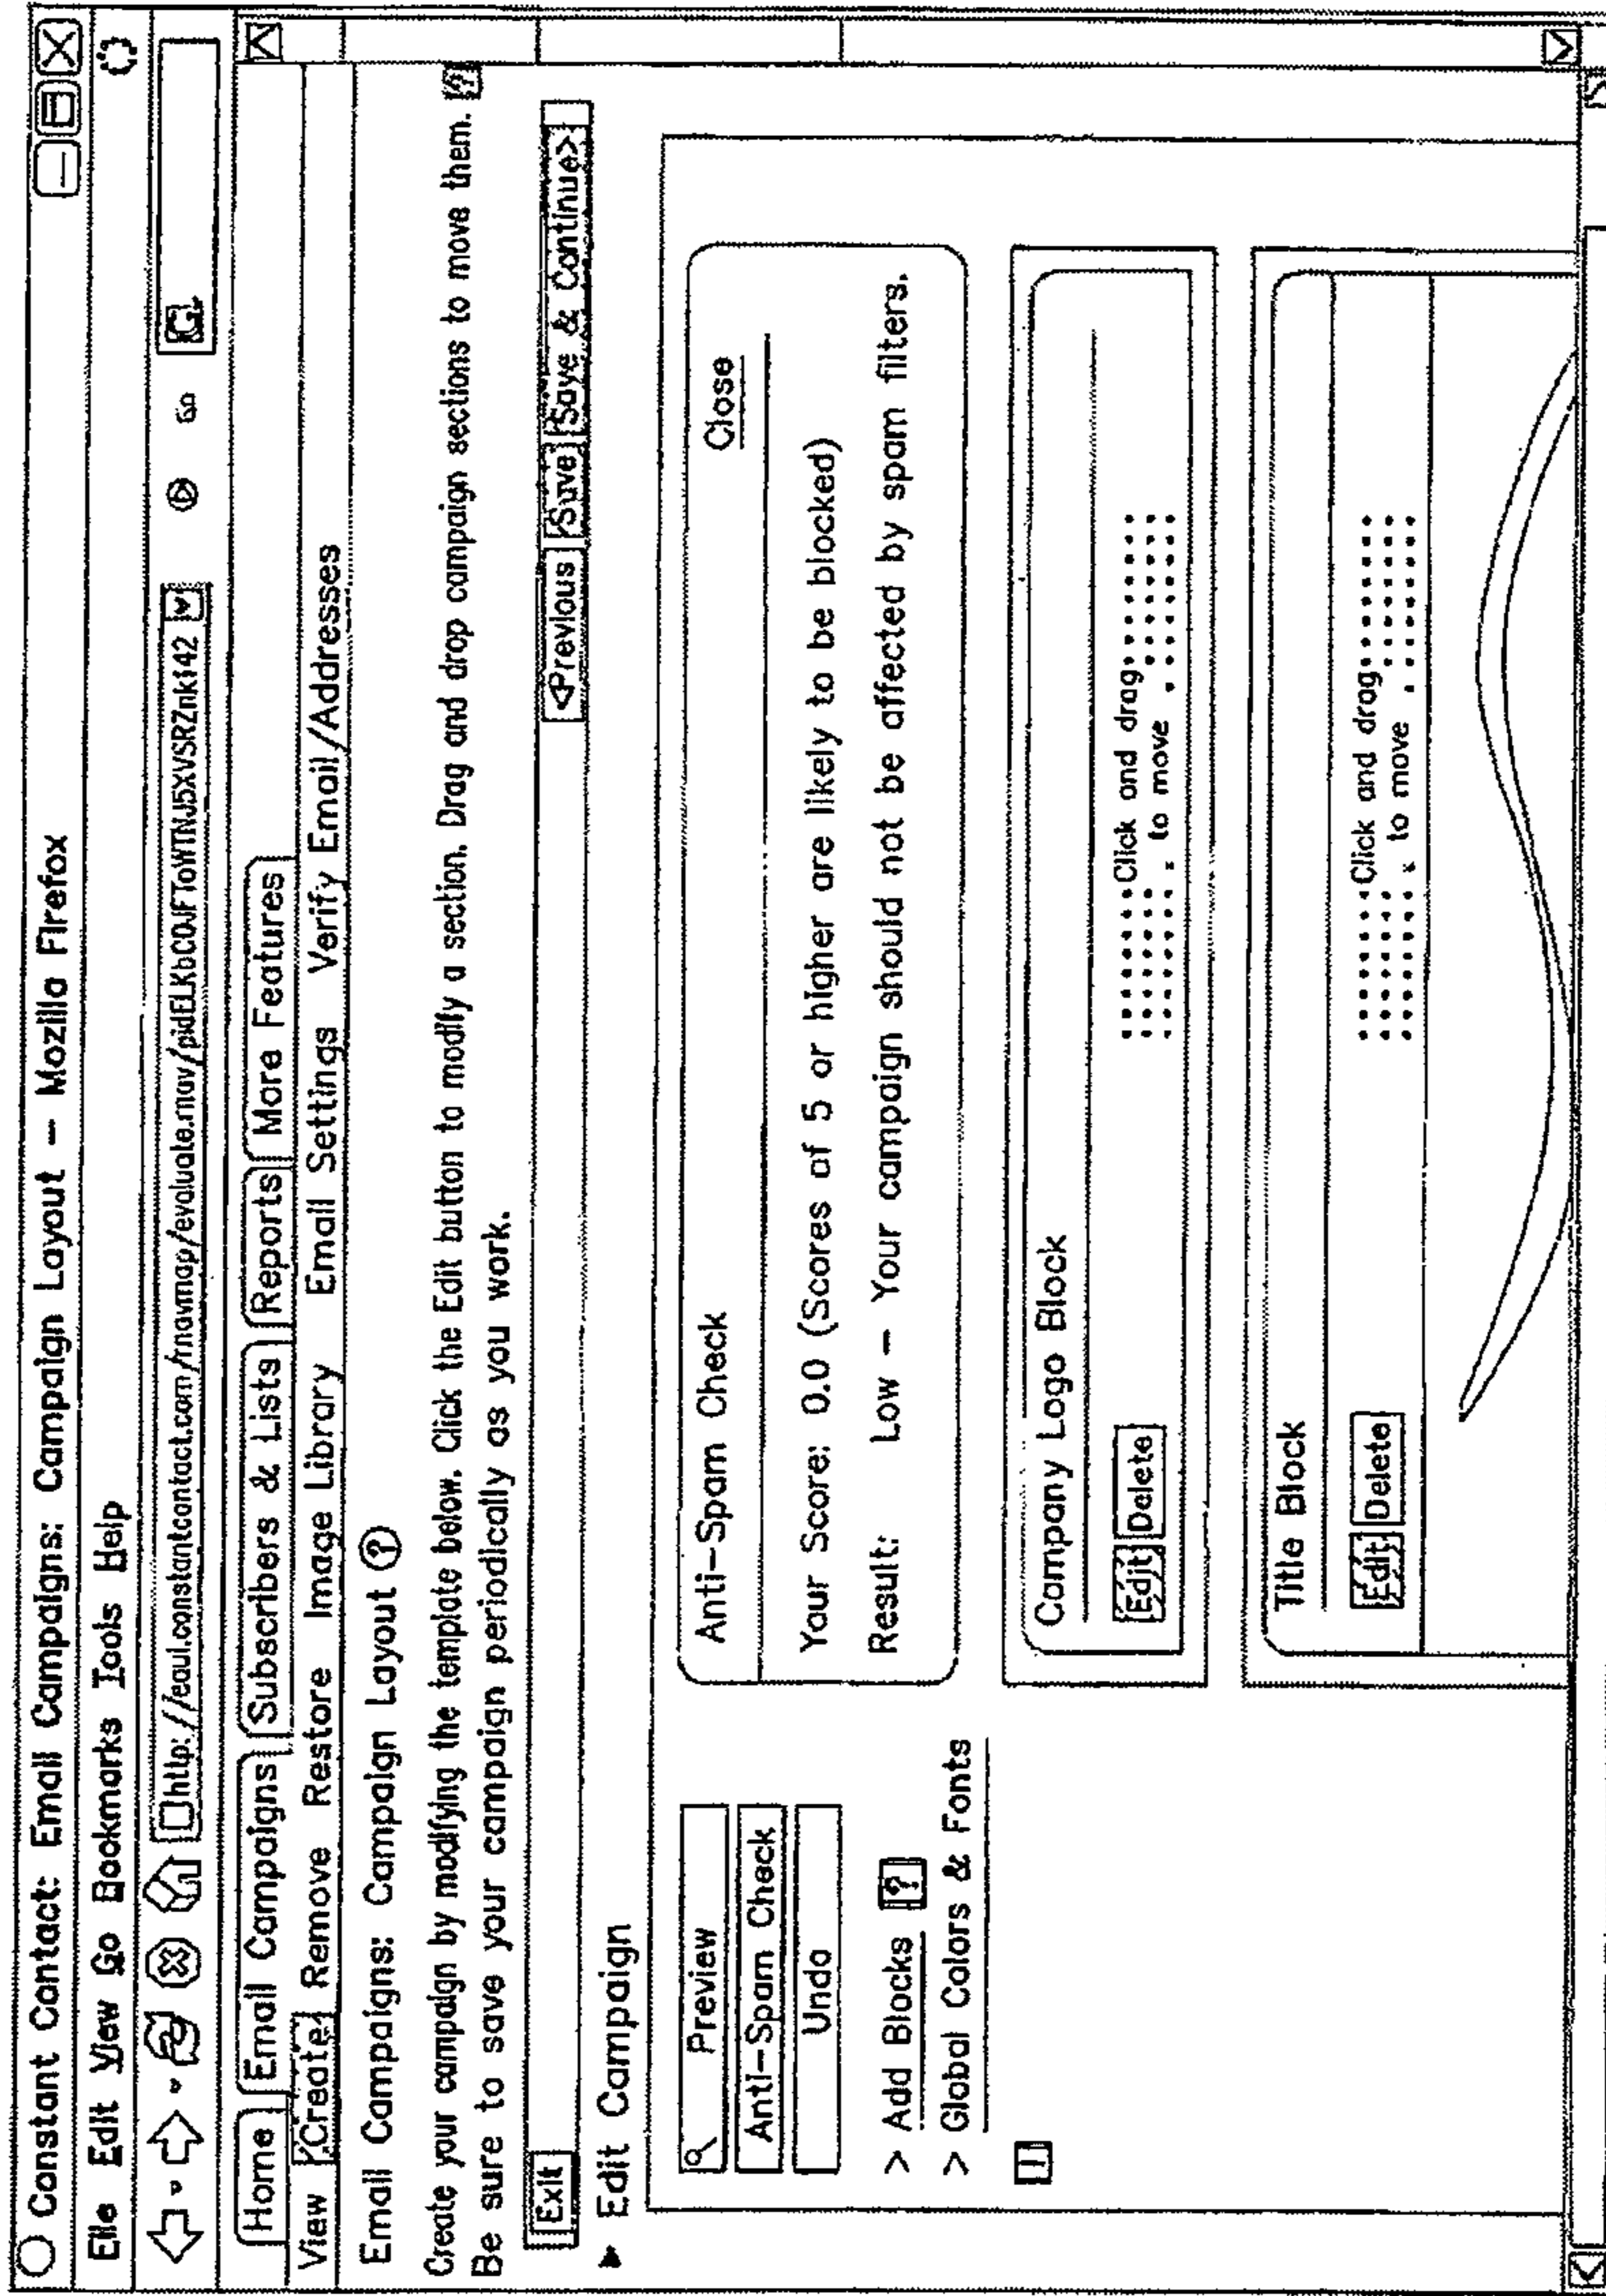 Constant Contact: Email Campaigns: Campaign Layout — Mozilla Firefox
File Edit View Go Bookmarks Tools Help
Go G
Home Email Campaigns Subscribers & Lists Reports More Features
View Create Remove Restore Image Library Email Settings Verify Email/Addresses
Email Campaigns: Campaign Layout ?
Create your campaign by modifying the template below. Click the Edit button to modify a section. Drag and drop campaign sections to move them. ?
Be sure to save your campaign periodically as you work.
Exit <Previous Save Save & Continue>
Edit Campaign
Preview
Anti-Spam Check
Undo
> Add Blocks ?
> Global Colors & Fonts
Anti-Spam Check Close
Your Score: 0.0 (Scores of 5 or higher are likely to be blocked)
Result: Low — Your campaign should not be affected by spam filters.
Company Logo Block
Edit Delete Click and drag
to move
Title Block
Edit Delete Click and drag
to move